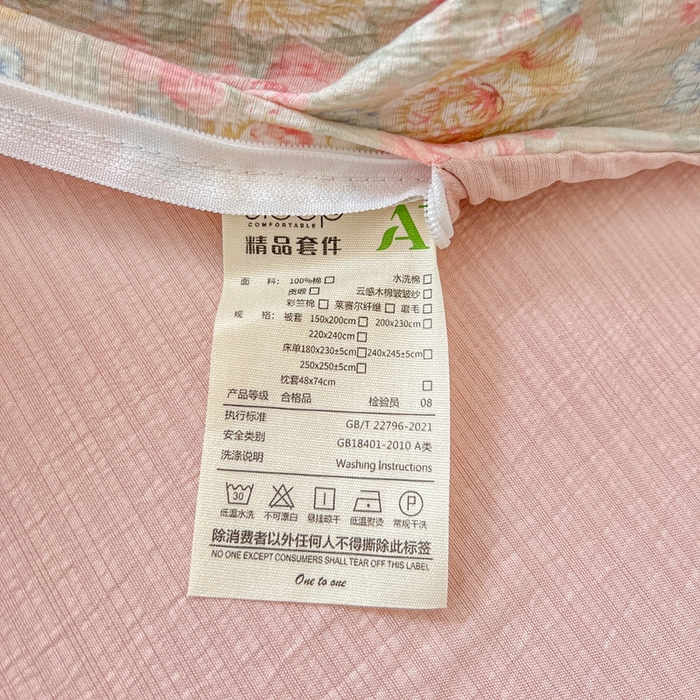 COMFORTABLE
精品套件
A+
面 料: 100%棉□ 水洗棉□
贡缎□ 云感木棉皱皱纱□
彩竺棉□ 莱赛尔纤维□ 磨毛□
规 格: 被套 150x200cm□ 200x230cm□
220x240cm□
床单180x230±5cm□240x245±5cm□
250x250±5cm□
枕套48x74cm □
产品等级 合格品 检验员 08
执行标准 GB/T 22796-2021
安全类别 GB18401-2010 A类
洗涤说明 Washing Instructions
30 P
低温水洗 不可漂白 悬挂晾干 低温熨烫 常规干洗
除消费者以外任何人不得撕除此标签
NO ONE EXCEPT CONSUMERS SHALL TEAR OFF THIS LABEL
One to one